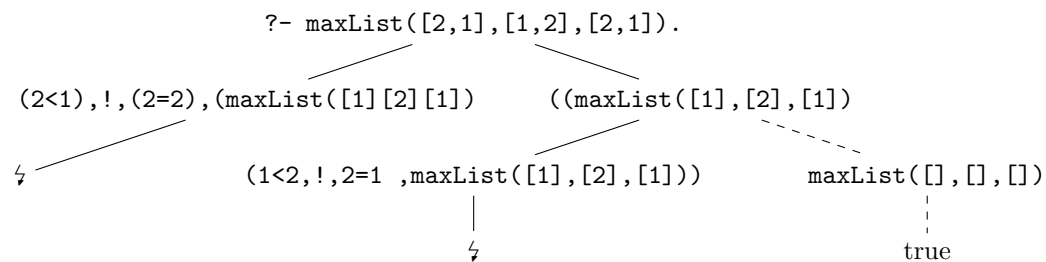 ?- maxList([2,1],[1,2],[2,1]).
(2<1),!,(2=2),(maxList([1][2][1]) ((maxList([1],[2],[1])
↯ (1<2,!,2=1 ,maxList([1],[2],[1])) maxList([],[],[])
↯ true